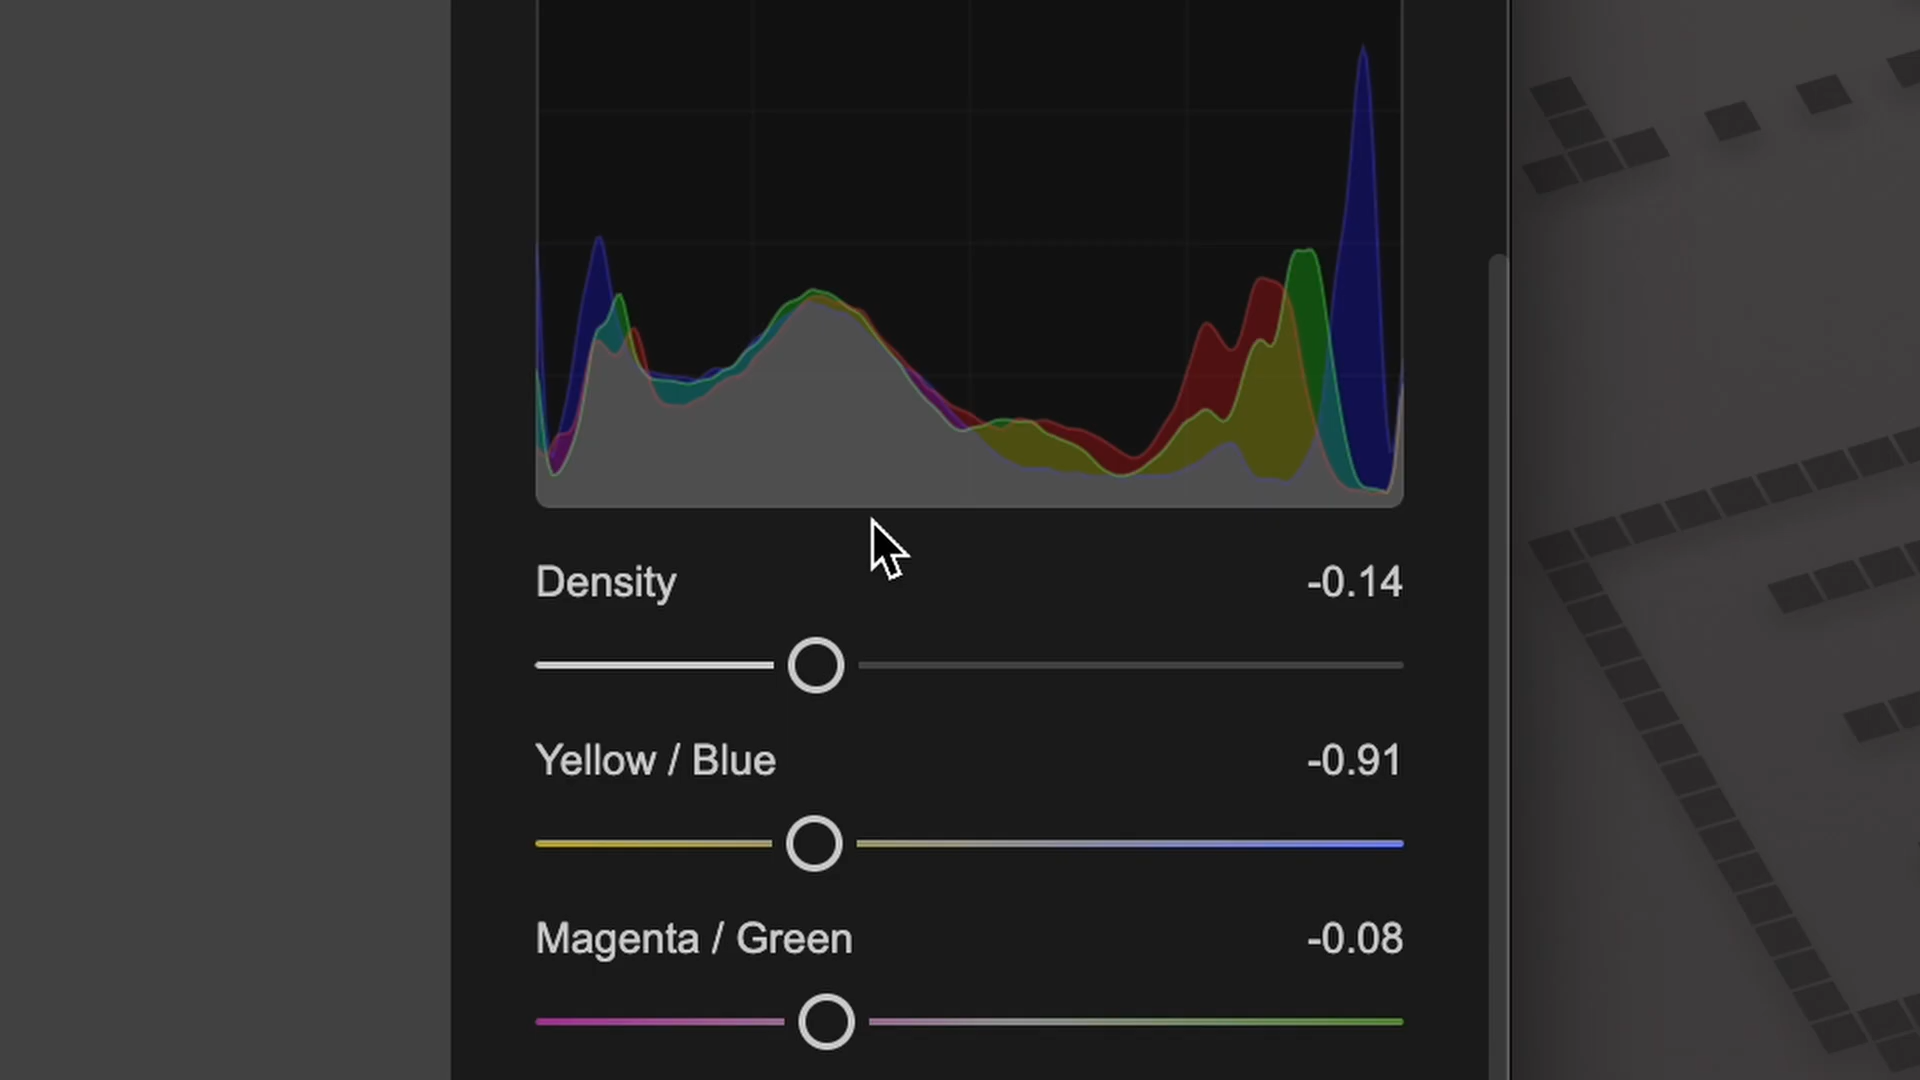 Density -0.14
Yellow / Blue -0.91
Magenta / Green -0.08